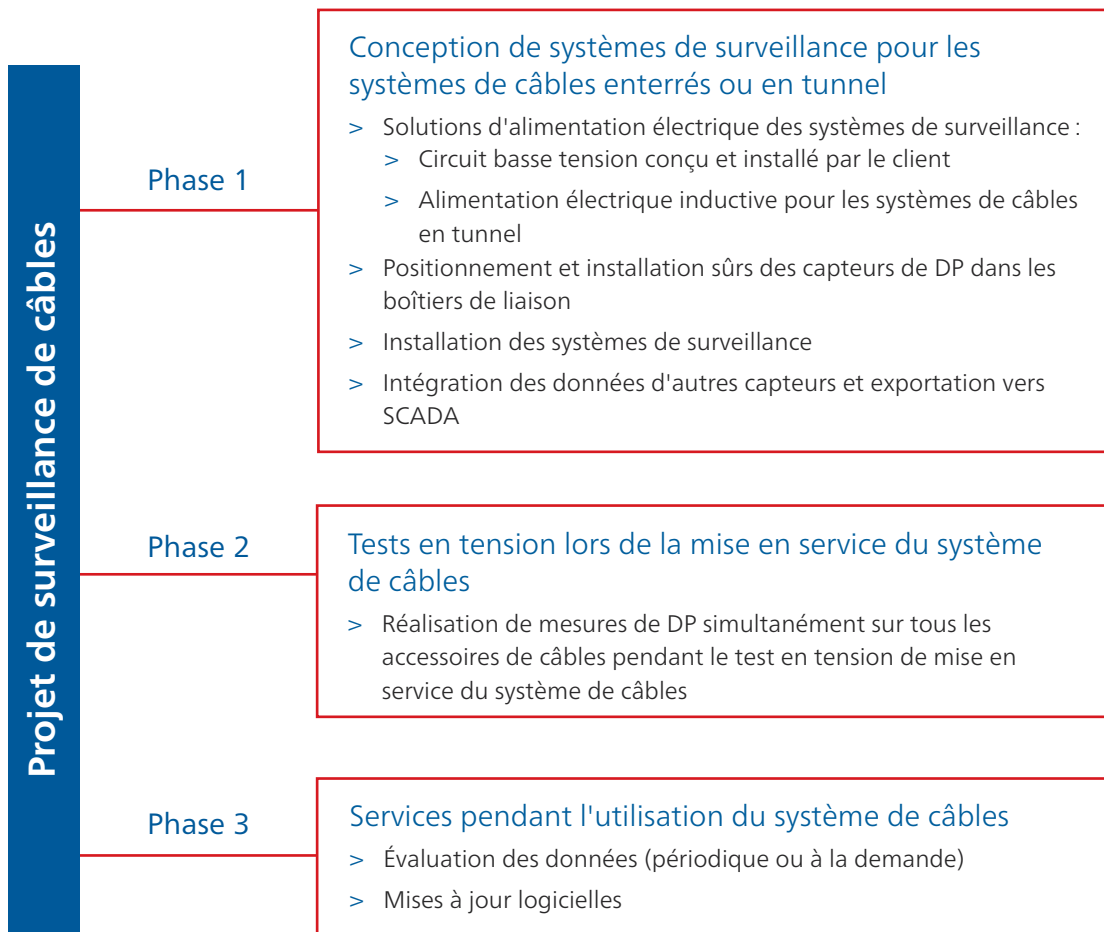 Projet de surveillance de câbles
Phase 1
Conception de systèmes de surveillance pour les
systèmes de câbles enterrés ou en tunnel
> Solutions d'alimentation électrique des systèmes de surveillance :
> Circuit basse tension conçu et installé par le client
> Alimentation électrique inductive pour les systèmes de câbles
en tunnel
> Positionnement et installation sûrs des capteurs de DP dans les
boîtiers de liaison
> Installation des systèmes de surveillance
> Intégration des données d'autres capteurs et exportation vers
SCADA
Phase 2
Tests en tension lors de la mise en service du système
de câbles
> Réalisation de mesures de DP simultanément sur tous les
accessoires de câbles pendant le test en tension de mise en
service du système de câbles
Phase 3
Services pendant l'utilisation du système de câbles
> Évaluation des données (périodique ou à la demande)
> Mises à jour logicielles